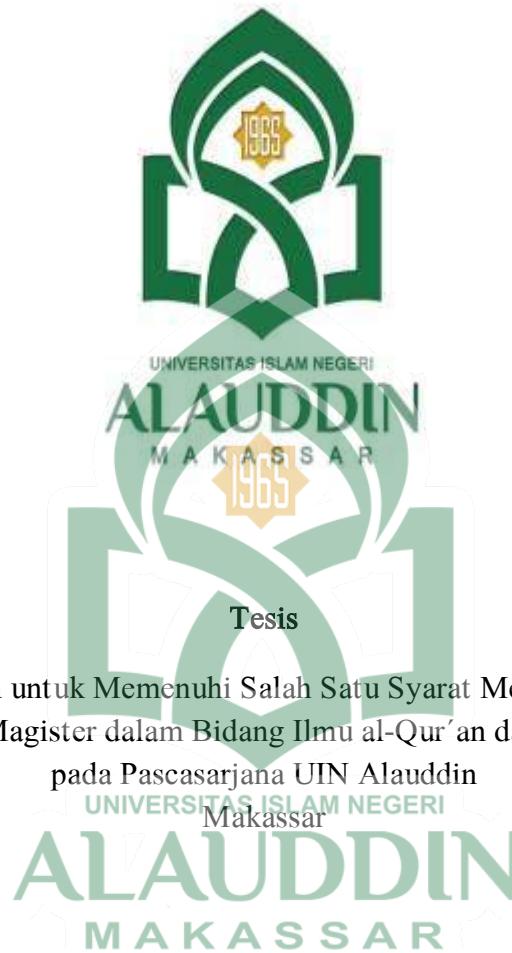 1965
UNIVERSITAS ISLAM NEGERI
ALAUDDIN
MAKASSAR
1965
Tesis
untuk Memenuhi Salah Satu Syarat
Magister dalam Bidang Ilmu al-Qur´an
pada Pascasarjana UIN Alauddin
UNIVERSITAS ISLAM NEGERI
Makassar
ALAUDDIN
MAKASSAR